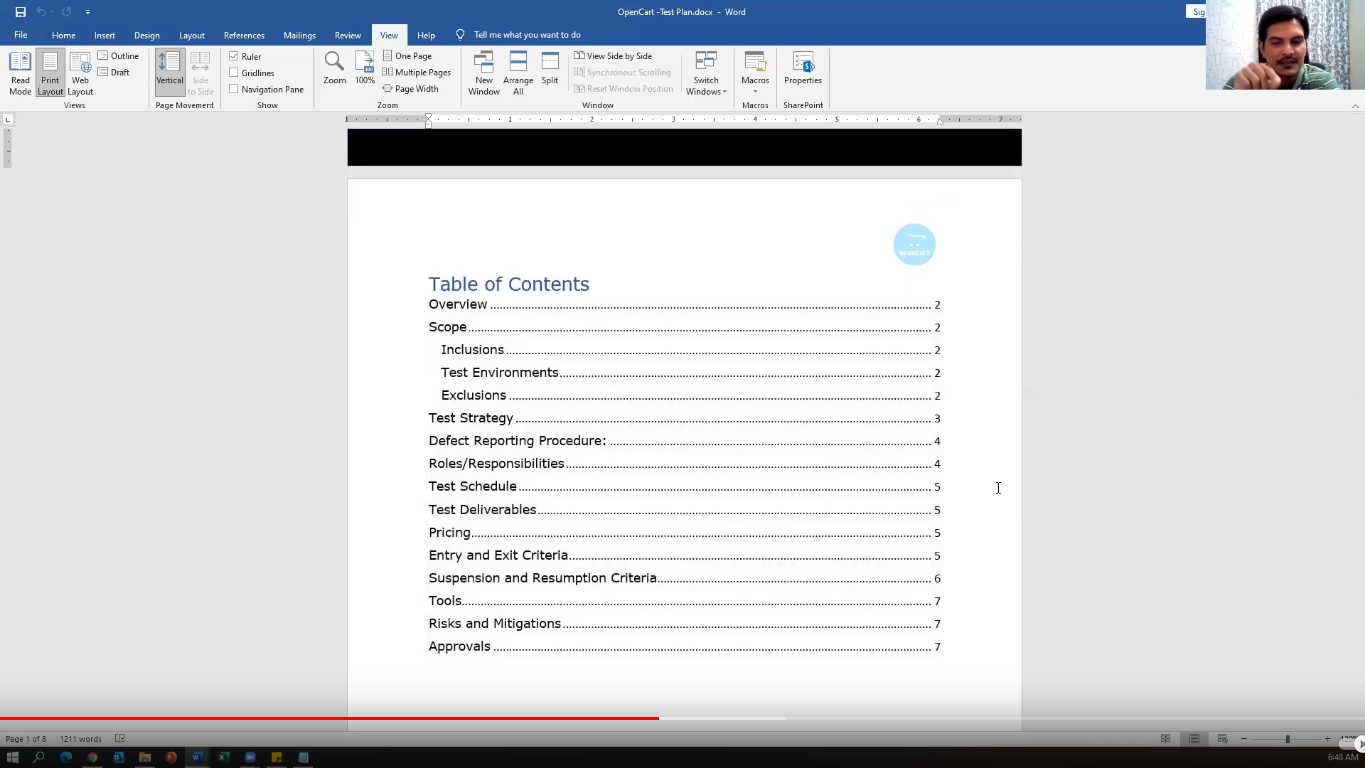 OpenCart -Test Plan.docx - Word
Sig
File Home Insert Design Layout References Mailings Review View Help Tell me what you want to do
Read Mode
Print Layout
Web Layout
Outline
Draft
Views
Vertical
Side to Side
Page Movement
Ruler
Gridlines
Navigation Pane
Show
Zoom
100%
One Page
Multiple Pages
Page Width
Zoom
New Window
Arrange All
Split
View Side by Side
Synchronous Scrolling
Reset Window Position
Window
Switch Windows
Macros
Macros
Properties
SharePoint
1 2 3 4 5 6 7
opencart
Table of Contents
Overview 2
Scope 2
Inclusions 2
Test Environments 2
Exclusions 2
Test Strategy 3
Defect Reporting Procedure: 4
Roles/Responsibilities 4
Test Schedule 5
Test Deliverables 5
Pricing 5
Entry and Exit Criteria 5
Suspension and Resumption Criteria 6
Tools 7
Risks and Mitigations 7
Approvals 7
Page 1 of 8 1211 words
6:48 AM